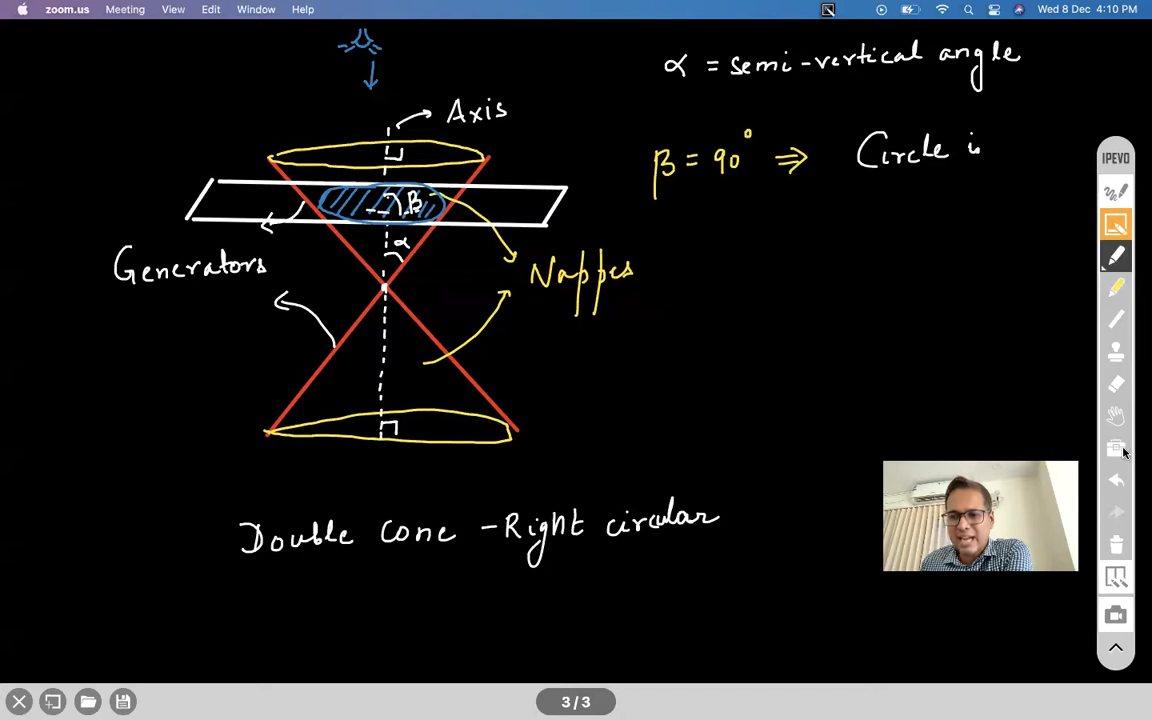 zoom.us Meeting View Edit Window Help Wed 8 Dec 4:10 PM
α = semi-vertical angle
Axis
β = 90° ⇒ Circle is
IPEVO
β
α
Generators
Nappes
Double cone - Right circular
3 / 3